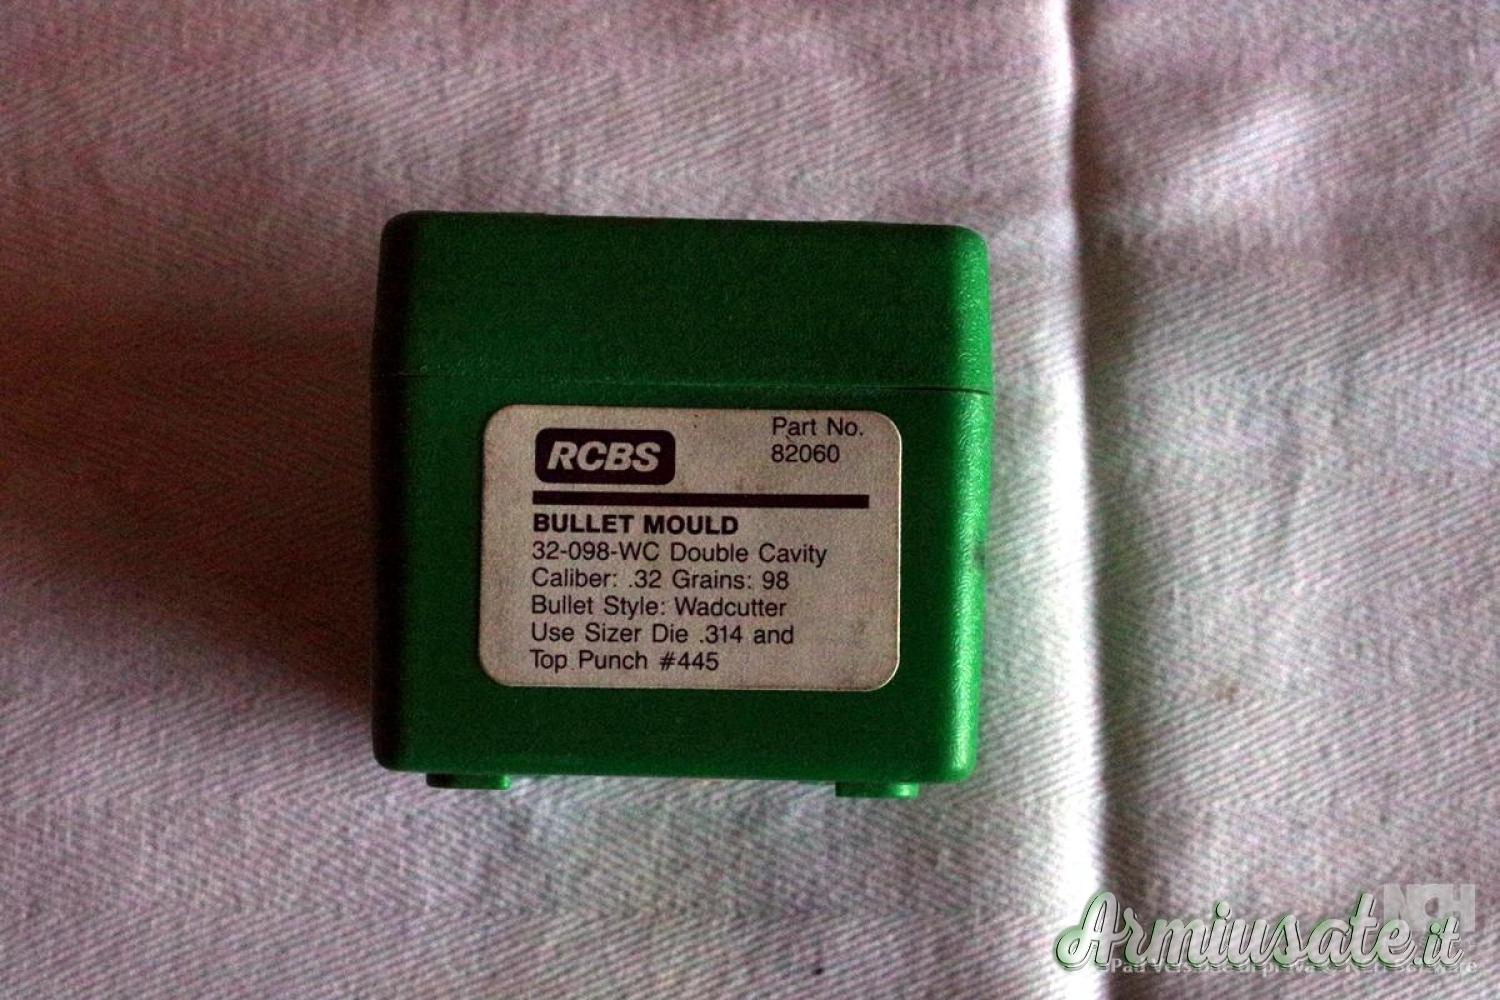 RCBS
Part No.
82060
BULLET MOULD
32-098-WC Double Cavity
Caliber: .32 Grains: 98
Bullet Style: Wadcutter
Use Sizer Die .314 and
Top Punch #445
NCH
Armiusate.it